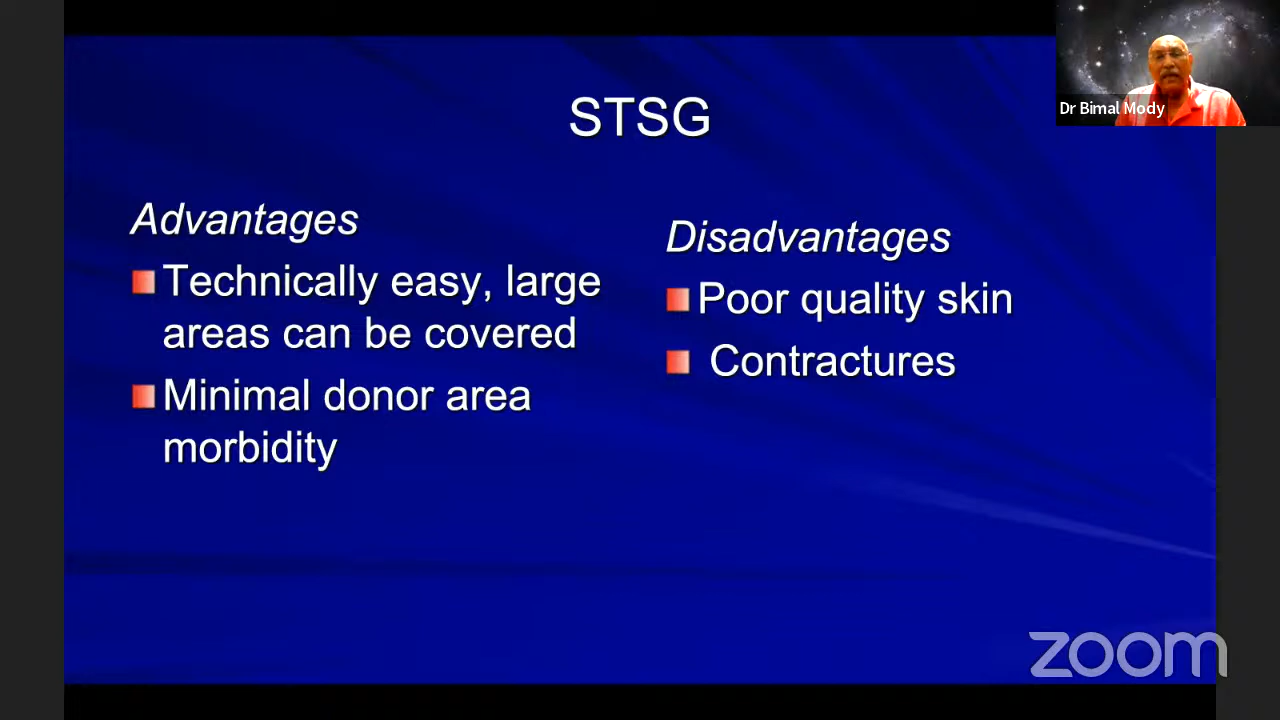 STSG
Advantages
Technically easy, large
areas can be covered
Minimal donor area
morbidity
Disadvantages
Poor quality skin
Contractures
Dr Bimal Mody
zoom